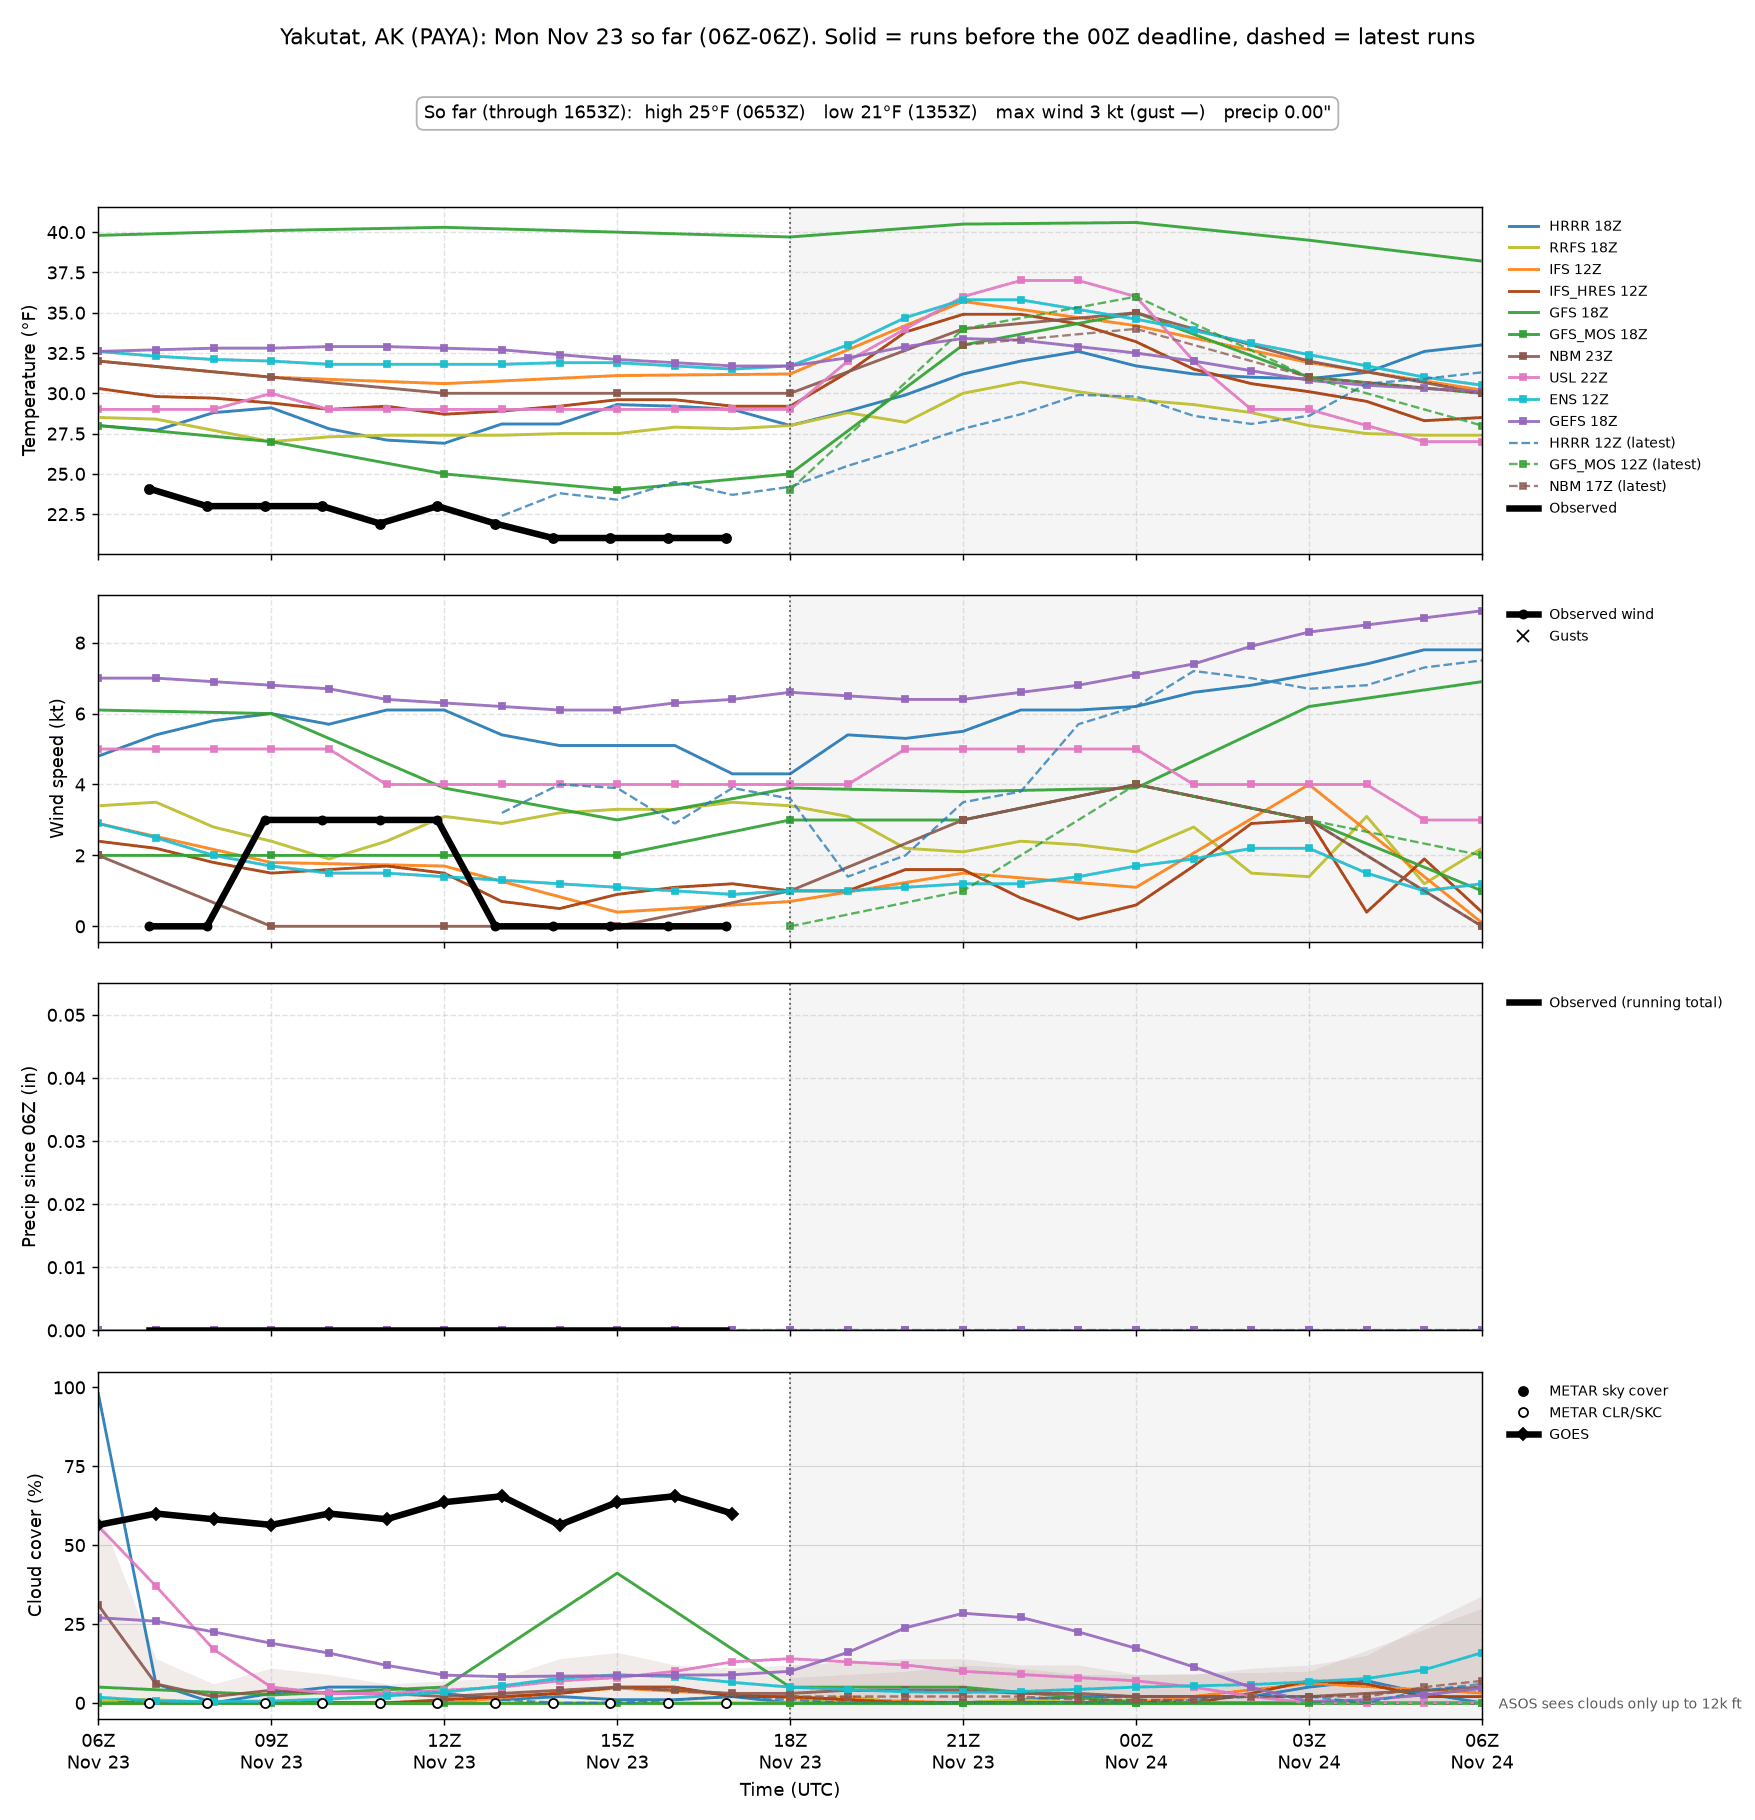 Yakutat, AK (PAYA): Mon Nov 23 so far (06Z-06Z). Solid = runs before the 00Z deadline, dashed = latest runs
So far (through 1653Z):  high 25°F (0653Z)   low 21°F (1353Z)   max wind 3 kt (gust —)   precip 0.00"
Temperature (°F)
40.0
37.5
35.0
32.5
30.0
27.5
25.0
22.5
HRRR 18Z
RRFS 18Z
IFS 12Z
IFS_HRES 12Z
GFS 18Z
GFS_MOS 18Z
NBM 23Z
USL 22Z
ENS 12Z
GEFS 18Z
HRRR 12Z (latest)
GFS_MOS 12Z (latest)
NBM 17Z (latest)
Observed
Wind speed (kt)
8
6
4
2
0
Observed wind
Gusts
Precip since 06Z (in)
0.05
0.04
0.03
0.02
0.01
0.00
Observed (running total)
Cloud cover (%)
100
75
50
25
0
METAR sky cover
METAR CLR/SKC
GOES
ASOS sees clouds only up to 12k ft
06Z
Nov 23
09Z
Nov 23
12Z
Nov 23
15Z
Nov 23
18Z
Nov 23
21Z
Nov 23
00Z
Nov 24
03Z
Nov 24
06Z
Nov 24
Time (UTC)